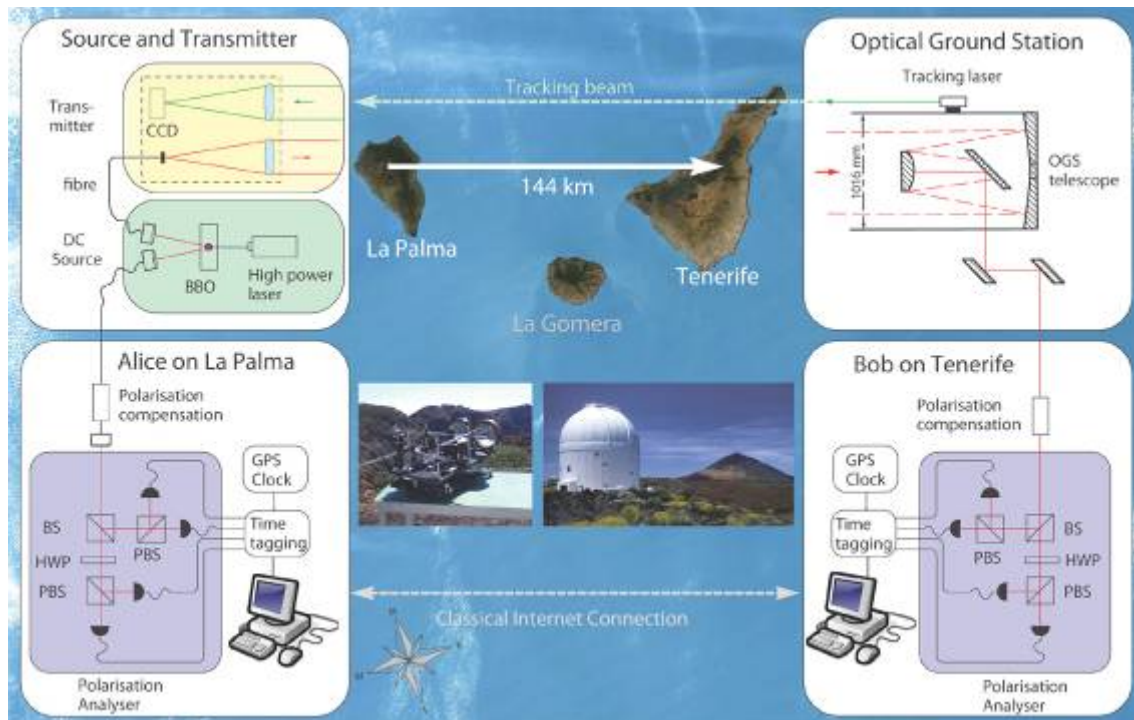 Source and Transmitter
Trans-
mitter
CCD
fibre
DC
Source
BBO
High power
laser
Tracking beam
144 km
La Palma
Tenerife
La Gomera
Optical Ground Station
Tracking laser
1016 mm
OGS
telescope
Alice on La Palma
Polarisation
compensation
GPS
Clock
BS
PBS
Time
tagging
HWP
PBS
Polarisation
Analyser
Classical Internet Connection
Bob on Tenerife
Polarisation
compensation
GPS
Clock
Time
tagging
PBS
BS
HWP
PBS
Polarisation
Analyser